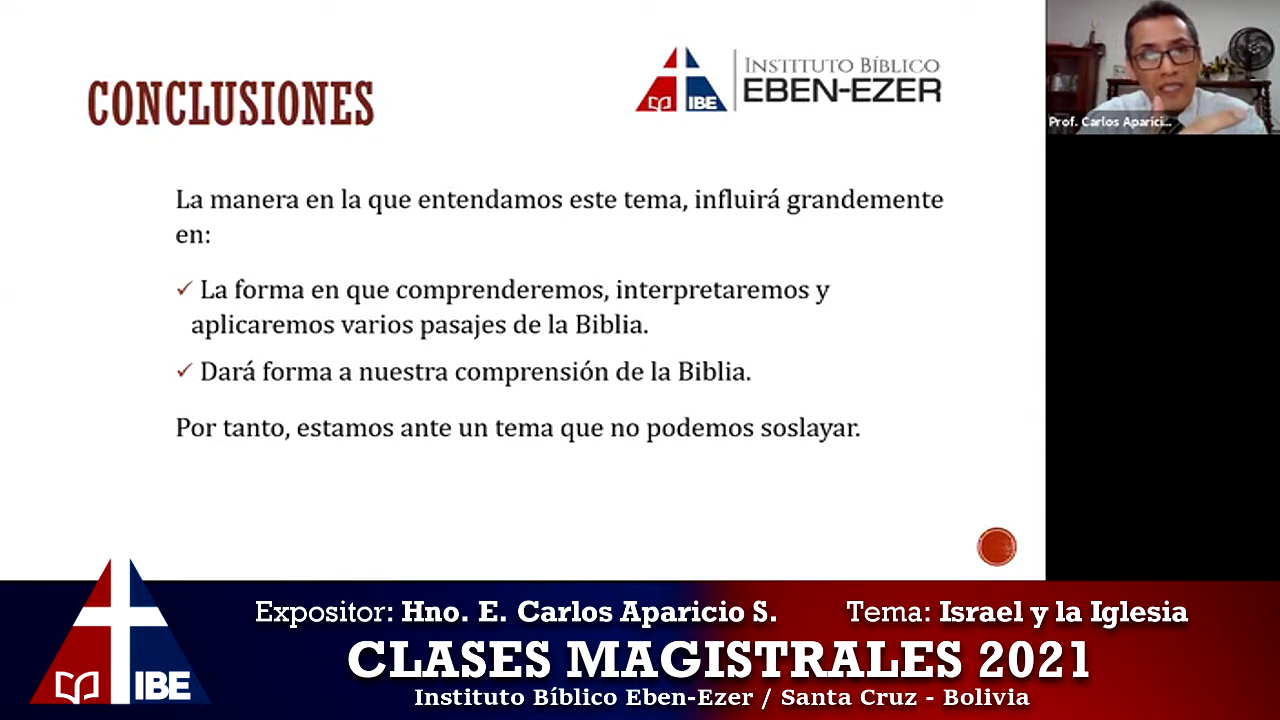 CONCLUSIONES
INSTITUTO BÍBLICO
EBEN-EZER
IBE
Prof. Carlos Aparici...
La manera en la que entendamos este tema, influirá grandemente
en:
✓ La forma en que comprenderemos, interpretaremos y
aplicaremos varios pasajes de la Biblia.
✓ Dará forma a nuestra comprensión de la Biblia.
Por tanto, estamos ante un tema que no podemos soslayar.
Expositor: Hno. E. Carlos Aparicio S. Tema: Israel y la Iglesia
CLASES MAGISTRALES 2021
Instituto Bíblico Eben-Ezer / Santa Cruz - Bolivia
IBE